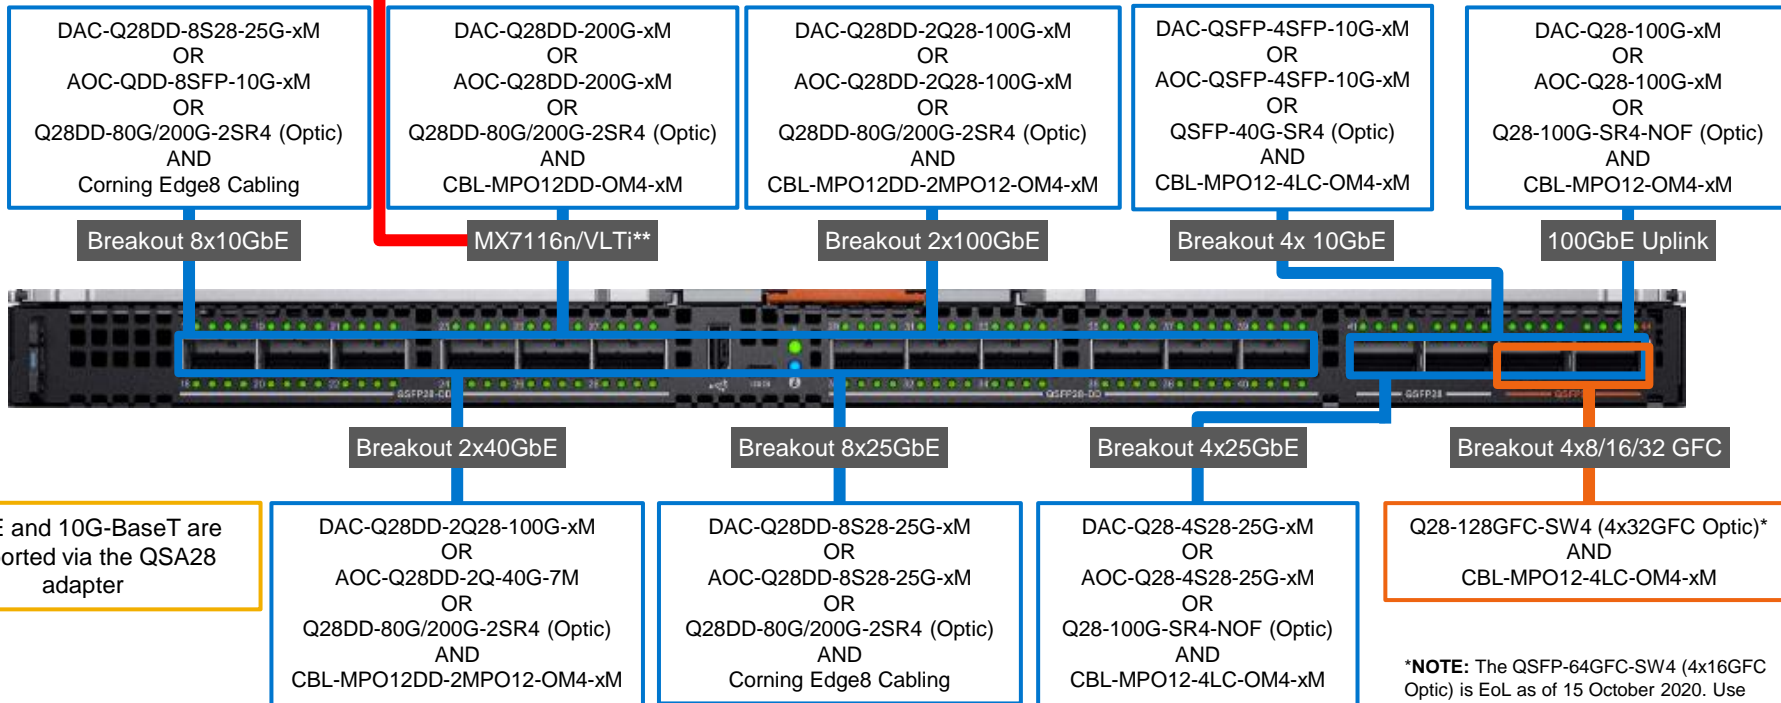 DAC-Q28DD-8S28-25G-xM
OR
AOC-QDD-8SFP-10G-xM
OR
Q28DD-80G/200G-2SR4 (Optic)
AND
Corning Edge8 Cabling
DAC-Q28DD-200G-xM
OR
AOC-Q28DD-200G-xM
OR
Q28DD-80G/200G-2SR4 (Optic)
AND
CBL-MPO12DD-OM4-xM
DAC-Q28DD-2Q28-100G-xM
OR
AOC-Q28DD-2Q28-100G-xM
OR
Q28DD-80G/200G-2SR4 (Optic)
AND
CBL-MPO12DD-2MPO12-OM4-xM
DAC-QSFP-4SFP-10G-xM
OR
AOC-QSFP-4SFP-10G-xM
OR
QSFP-40G-SR4 (Optic)
AND
CBL-MPO12-4LC-OM4-xM
DAC-Q28-100G-xM
OR
AOC-Q28-100G-xM
OR
Q28-100G-SR4-NOF (Optic)
AND
CBL-MPO12-OM4-xM
Breakout 8x10GbE
MX7116n/VLTi**
Breakout 2x100GbE
Breakout 4x 10GbE
100GbE Uplink
QSFP28-DD
QSFP28-DD
QSFP28
Breakout 2x40GbE
Breakout 8x25GbE
Breakout 4x25GbE
Breakout 4x8/16/32 GFC
E and 10G-BaseT are
orted via the QSA28
adapter
DAC-Q28DD-2Q28-100G-xM
OR
AOC-Q28DD-2Q-40G-7M
OR
Q28DD-80G/200G-2SR4 (Optic)
AND
CBL-MPO12DD-2MPO12-OM4-xM
DAC-Q28DD-8S28-25G-xM
OR
AOC-Q28DD-8S28-25G-xM
OR
Q28DD-80G/200G-2SR4 (Optic)
AND
Corning Edge8 Cabling
DAC-Q28-4S28-25G-xM
OR
AOC-Q28-4S28-25G-xM
OR
Q28-100G-SR4-NOF (Optic)
AND
CBL-MPO12-4LC-OM4-xM
Q28-128GFC-SW4 (4x32GFC Optic)*
AND
CBL-MPO12-4LC-OM4-xM
*NOTE: The QSFP-64GFC-SW4 (4x16GFC
Optic) is EoL as of 15 October 2020. Use